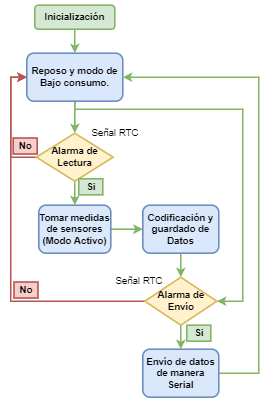 Inicialización
Reposo y modo de
Bajo consumo.
Señal RTC
No
Alarma de
Lectura
Si
Tomar medidas
de sensores
(Modo Activo)
Codificación y
guardado de
Datos
Señal RTC
No
Alarma de
Envío
Si
Envío de datos
de manera
Serial